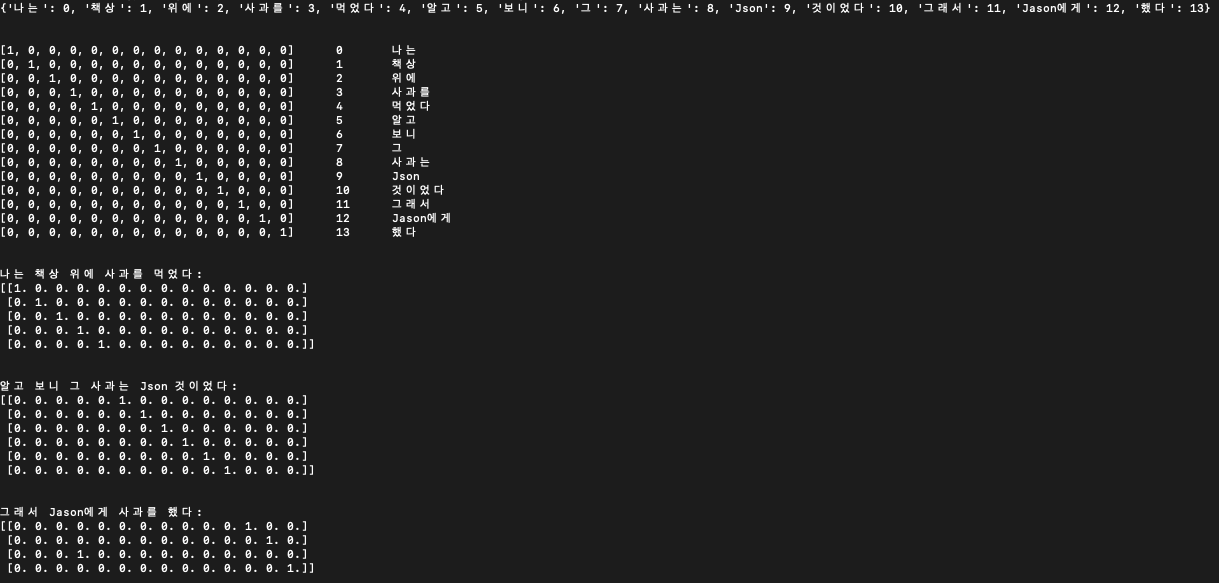 {'나는': 0, '책상': 1, '위에': 2, '사과를': 3, '먹었다': 4, '알고': 5, '보니': 6, '그': 7, '사과는': 8, 'Json': 9, '것이었다': 10, '그래서': 11, 'Jason에게': 12, '했다': 13}
[1, 0, 0, 0, 0, 0, 0, 0, 0, 0, 0, 0, 0, 0] 0 나는
[0, 1, 0, 0, 0, 0, 0, 0, 0, 0, 0, 0, 0, 0] 1 책상
[0, 0, 1, 0, 0, 0, 0, 0, 0, 0, 0, 0, 0, 0] 2 위에
[0, 0, 0, 1, 0, 0, 0, 0, 0, 0, 0, 0, 0, 0] 3 사과를
[0, 0, 0, 0, 1, 0, 0, 0, 0, 0, 0, 0, 0, 0] 4 먹었다
[0, 0, 0, 0, 0, 1, 0, 0, 0, 0, 0, 0, 0, 0] 5 알고
[0, 0, 0, 0, 0, 0, 1, 0, 0, 0, 0, 0, 0, 0] 6 보니
[0, 0, 0, 0, 0, 0, 0, 1, 0, 0, 0, 0, 0, 0] 7 그
[0, 0, 0, 0, 0, 0, 0, 0, 1, 0, 0, 0, 0, 0] 8 사과는
[0, 0, 0, 0, 0, 0, 0, 0, 0, 1, 0, 0, 0, 0] 9 Json
[0, 0, 0, 0, 0, 0, 0, 0, 0, 0, 1, 0, 0, 0] 10 것이었다
[0, 0, 0, 0, 0, 0, 0, 0, 0, 0, 0, 1, 0, 0] 11 그래서
[0, 0, 0, 0, 0, 0, 0, 0, 0, 0, 0, 0, 1, 0] 12 Jason에게
[0, 0, 0, 0, 0, 0, 0, 0, 0, 0, 0, 0, 0, 1] 13 했다
나는 책상 위에 사과를 먹었다:
[[1. 0. 0. 0. 0. 0. 0. 0. 0. 0. 0. 0. 0. 0.]
[0. 1. 0. 0. 0. 0. 0. 0. 0. 0. 0. 0. 0. 0.]
[0. 0. 1. 0. 0. 0. 0. 0. 0. 0. 0. 0. 0. 0.]
[0. 0. 0. 1. 0. 0. 0. 0. 0. 0. 0. 0. 0. 0.]
[0. 0. 0. 0. 1. 0. 0. 0. 0. 0. 0. 0. 0. 0.]]
알고 보니 그 사과는 Json 것이었다:
[[0. 0. 0. 0. 0. 1. 0. 0. 0. 0. 0. 0. 0. 0.]
[0. 0. 0. 0. 0. 0. 1. 0. 0. 0. 0. 0. 0. 0.]
[0. 0. 0. 0. 0. 0. 0. 1. 0. 0. 0. 0. 0. 0.]
[0. 0. 0. 0. 0. 0. 0. 0. 1. 0. 0. 0. 0. 0.]
[0. 0. 0. 0. 0. 0. 0. 0. 0. 1. 0. 0. 0. 0.]
[0. 0. 0. 0. 0. 0. 0. 0. 0. 0. 1. 0. 0. 0.]]
그래서 Jason에게 사과를 했다:
[[0. 0. 0. 0. 0. 0. 0. 0. 0. 0. 0. 1. 0. 0.]
[0. 0. 0. 0. 0. 0. 0. 0. 0. 0. 0. 0. 1. 0.]
[0. 0. 0. 1. 0. 0. 0. 0. 0. 0. 0. 0. 0. 0.]
[0. 0. 0. 0. 0. 0. 0. 0. 0. 0. 0. 0. 0. 1.]]